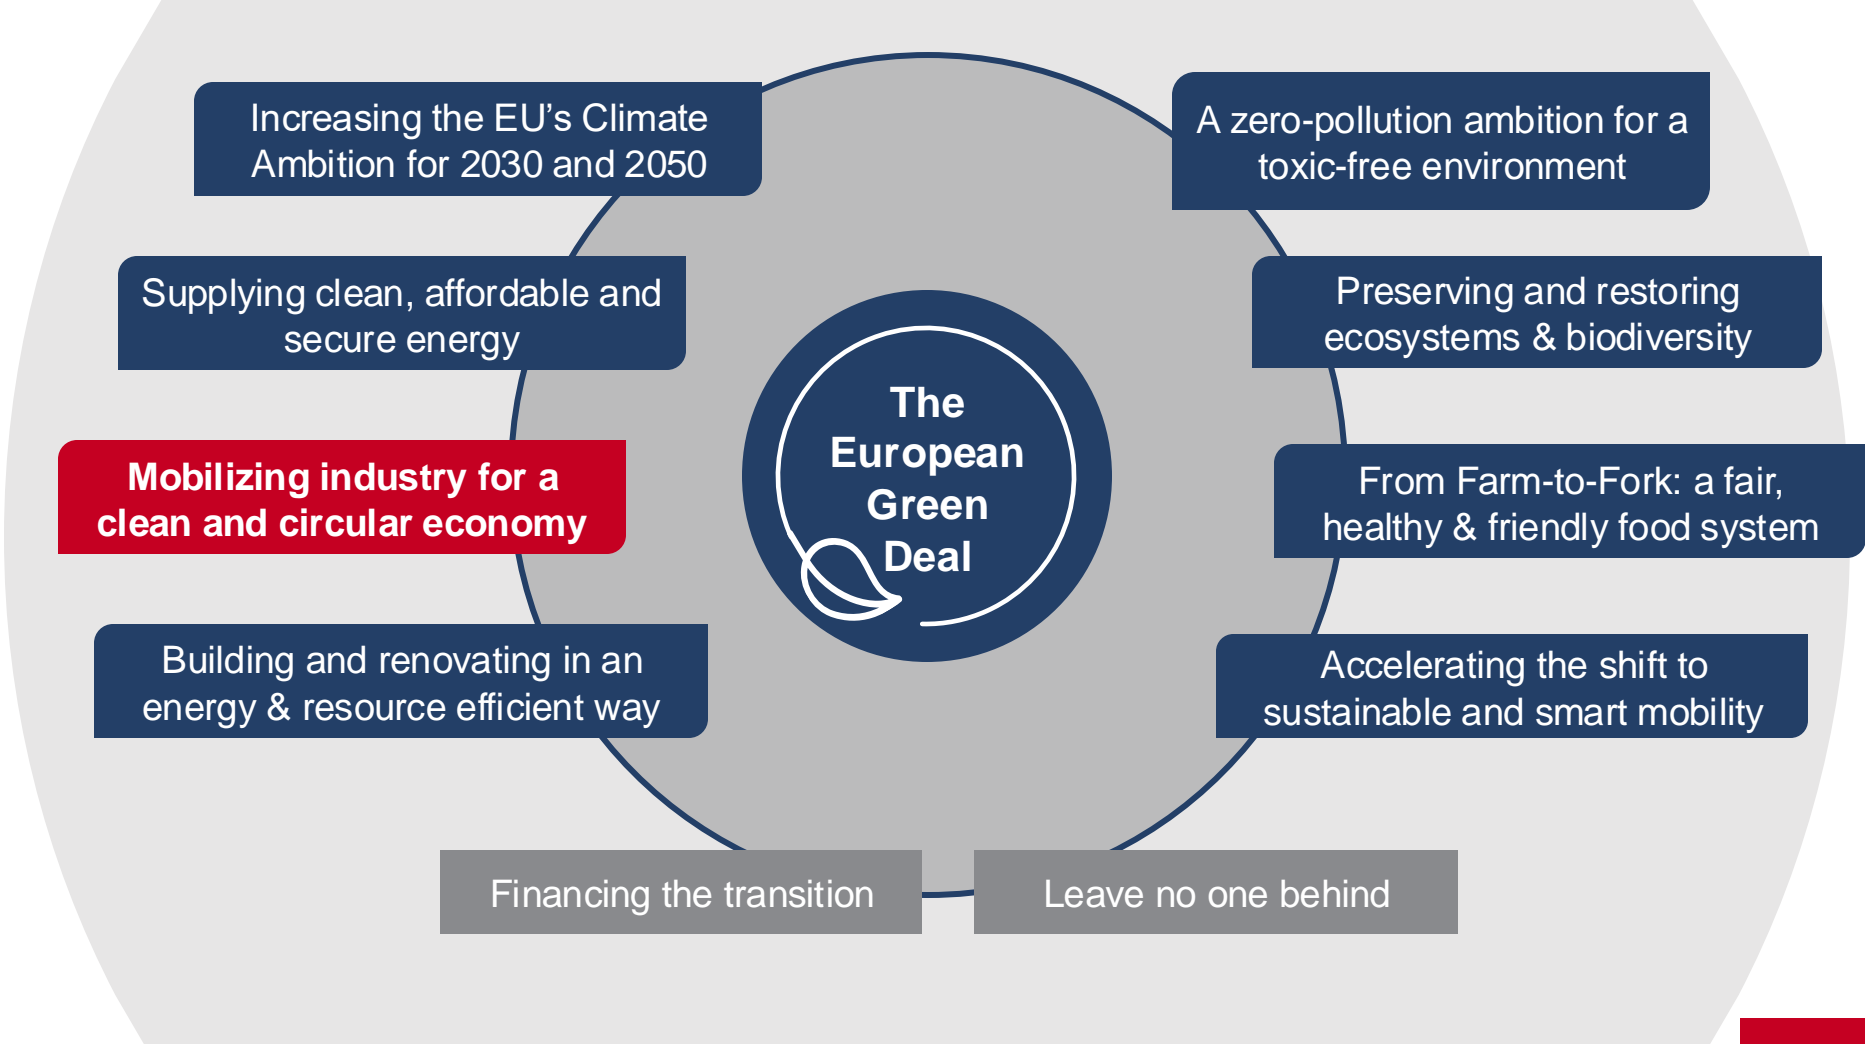 Increasing the EU’s Climate
Ambition for 2030 and 2050
Supplying clean, affordable and
secure energy
Mobilizing industry for a
clean and circular economy
Building and renovating in an
energy & resource efficient way
The
European
Green
Deal
A zero-pollution ambition for a
toxic-free environment
Preserving and restoring
ecosystems & biodiversity
From Farm-to-Fork: a fair,
healthy & friendly food system
Accelerating the shift to
sustainable and smart mobility
Financing the transition
Leave no one behind